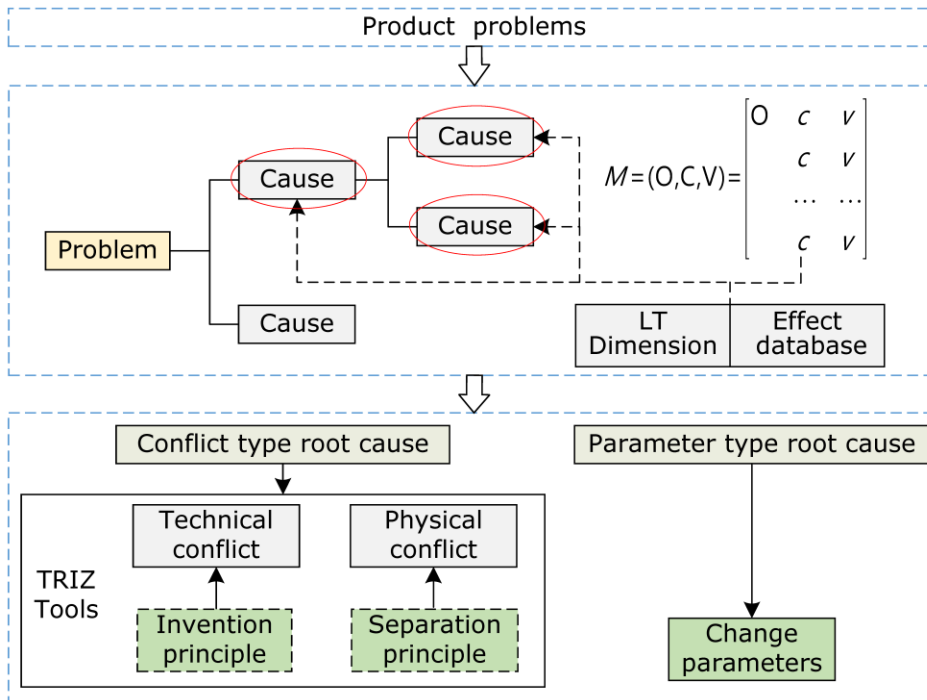 Product problems
Cause
Cause
Cause
Problem
Cause
M=(O,C,V)=
O c v
c v
... ...
c v
LT
Dimension
Effect
database
Conflict type root cause
Parameter type root cause
TRIZ
Tools
Technical
conflict
Physical
conflict
Invention
principle
Separation
principle
Change
parameters